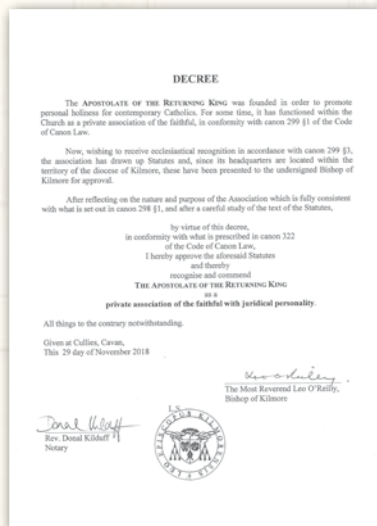 DECREE
The APOSTOLATE OF THE RETURNING KING was founded in order to promote
personal holiness for contemporary Catholics. For some time, it has functioned within the
Church as a private association of the faithful, in conformity with canon 299 §1 of the Code
of Canon Law.
Now, wishing to receive ecclesiastical recognition in accordance with canon 299 §3,
the association has drawn up Statutes and, since its headquarters are located within the
territory of the diocese of Kilmore, these have been presented to the undersigned Bishop of
Kilmore for approval.
After reflecting on the nature and purpose of the Association which is fully consistent
with what is set out in canon 298 §1, and after a careful study of the text of the Statutes,
by virtue of this decree,
in conformity with what is prescribed in canon 322
of the Code of Canon Law,
I hereby approve the aforesaid Statutes
and thereby
recognise and commend
THE APOSTOLATE OF THE RETURNING KING
as a
private association of the faithful with juridical personality.
All things to the contrary notwithstanding.
Given at Cullies, Cavan,
This 29 day of November 2018
Leo O'Reilly
The Most Reverend Leo O'Reilly,
Bishop of Kilmore
L.S.
Donal Kilduff
Rev. Donal Kilduff
Notary
LEO EPISCOPUS KILMORENSIS